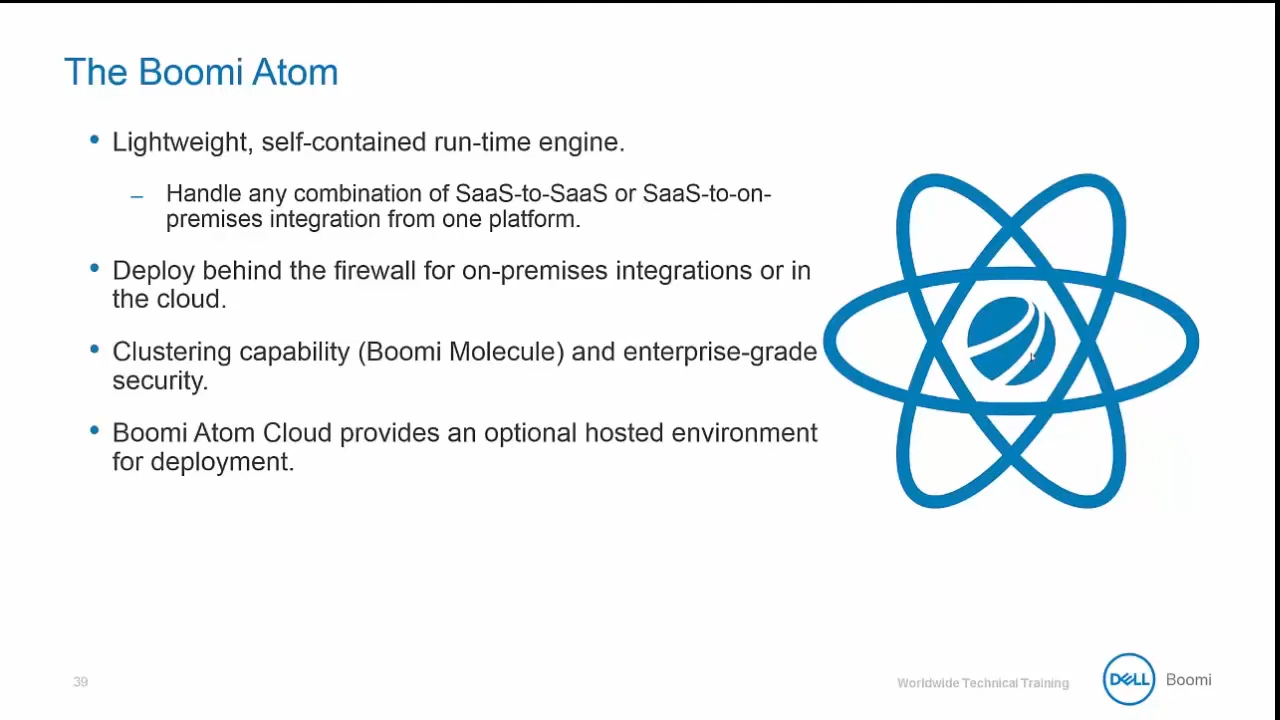 The Boomi Atom
• Lightweight, self-contained run-time engine.
– Handle any combination of SaaS-to-SaaS or SaaS-to-on-
premises integration from one platform.
• Deploy behind the firewall for on-premises integrations or in
the cloud.
• Clustering capability (Boomi Molecule) and enterprise-grade
security.
• Boomi Atom Cloud provides an optional hosted environment
for deployment.
39
Worldwide Technical Training
DELL
Boomi